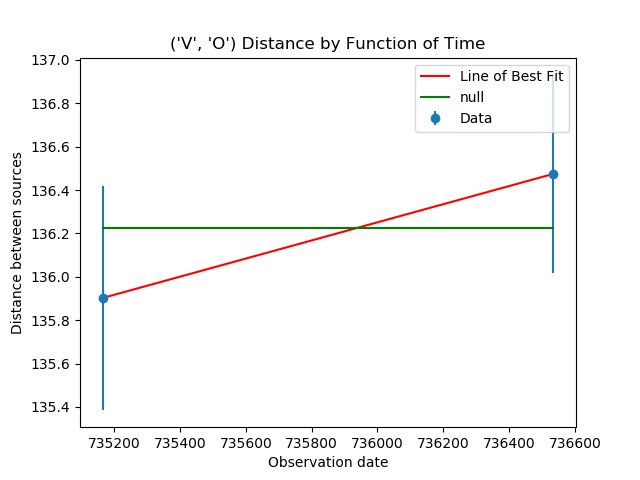 ('V', 'O') Distance by Function of Time
137.0
136.8
136.6
136.4
136.2
136.0
135.8
135.6
135.4
Distance between sources
Line of Best Fit
null
Data
735200 735400 735600 735800 736000 736200 736400 736600
Observation date